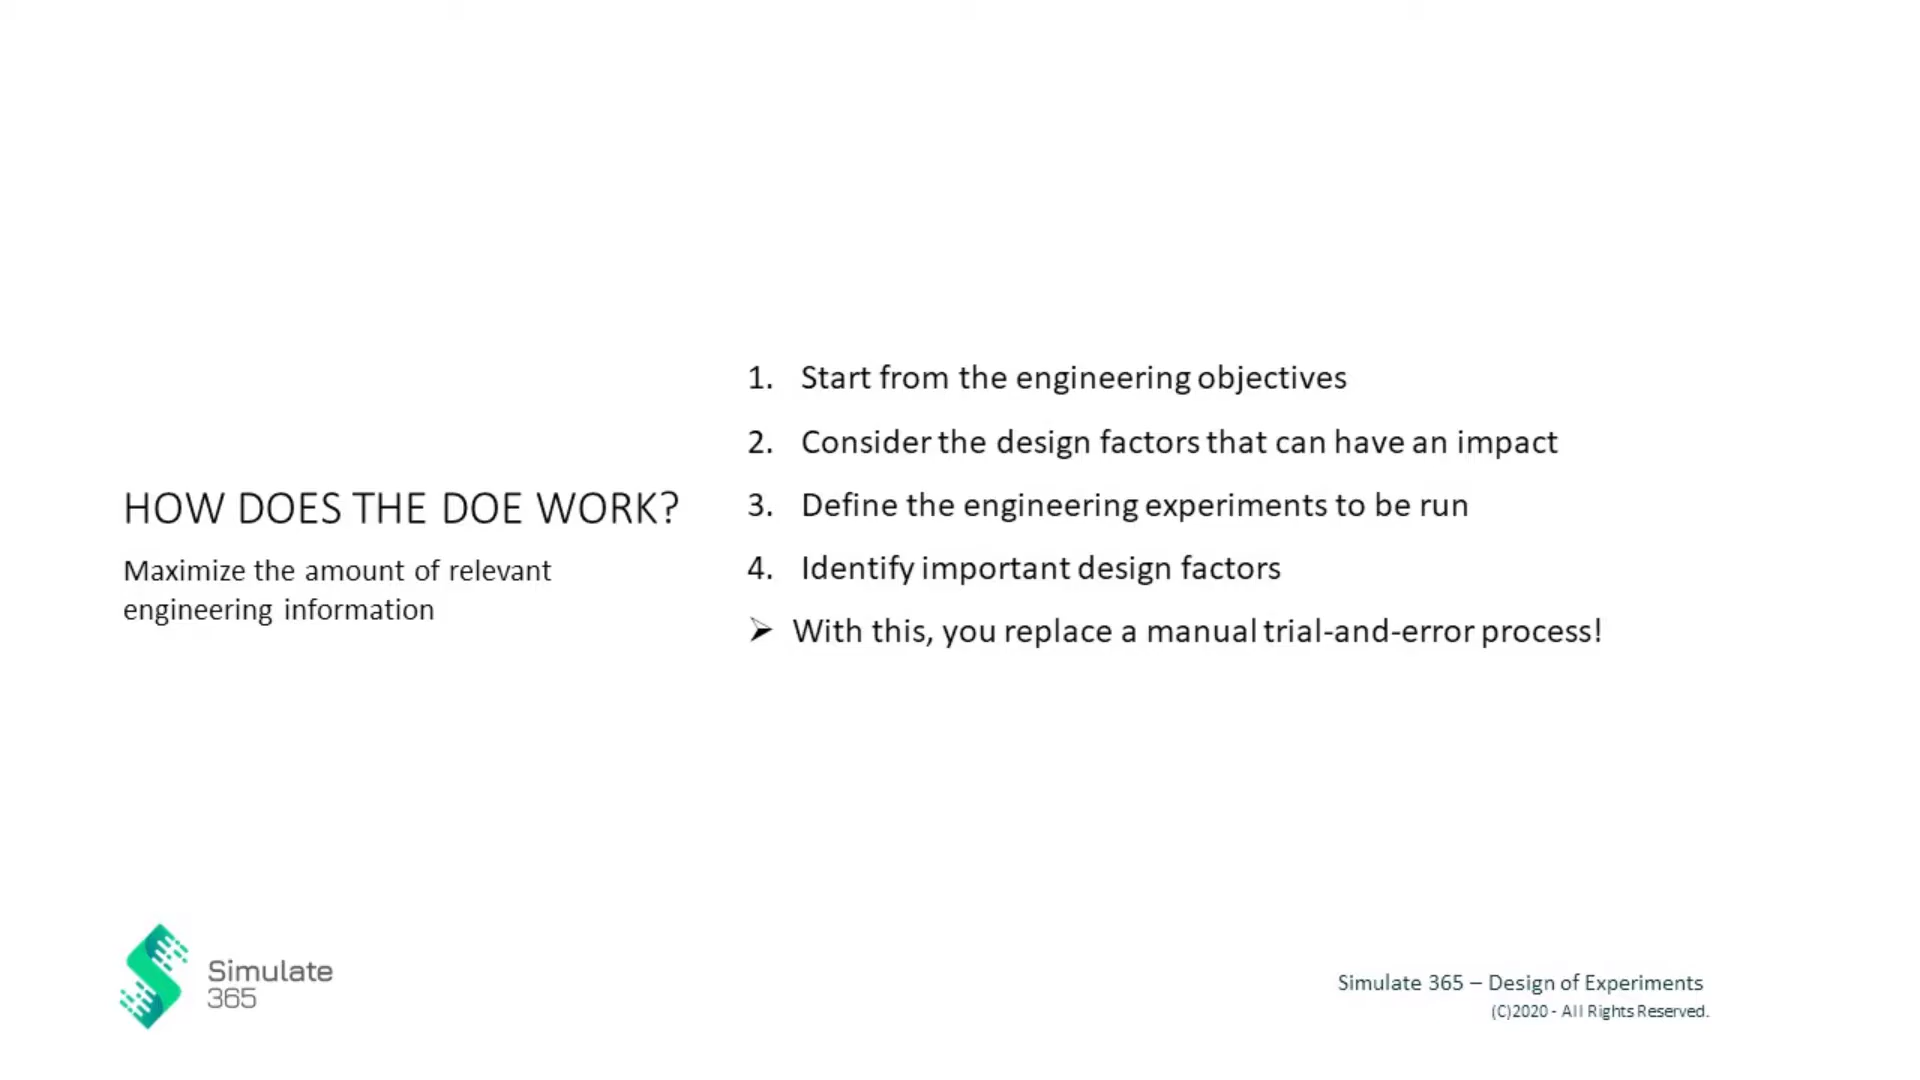 HOW DOES THE DOE WORK?
Maximize the amount of relevant
engineering information
1. Start from the engineering objectives
2. Consider the design factors that can have an impact
3. Define the engineering experiments to be run
4. Identify important design factors
➢ With this, you replace a manual trial-and-error process!
Simulate
365
Simulate 365 – Design of Experiments
(C)2020 - All Rights Reserved.